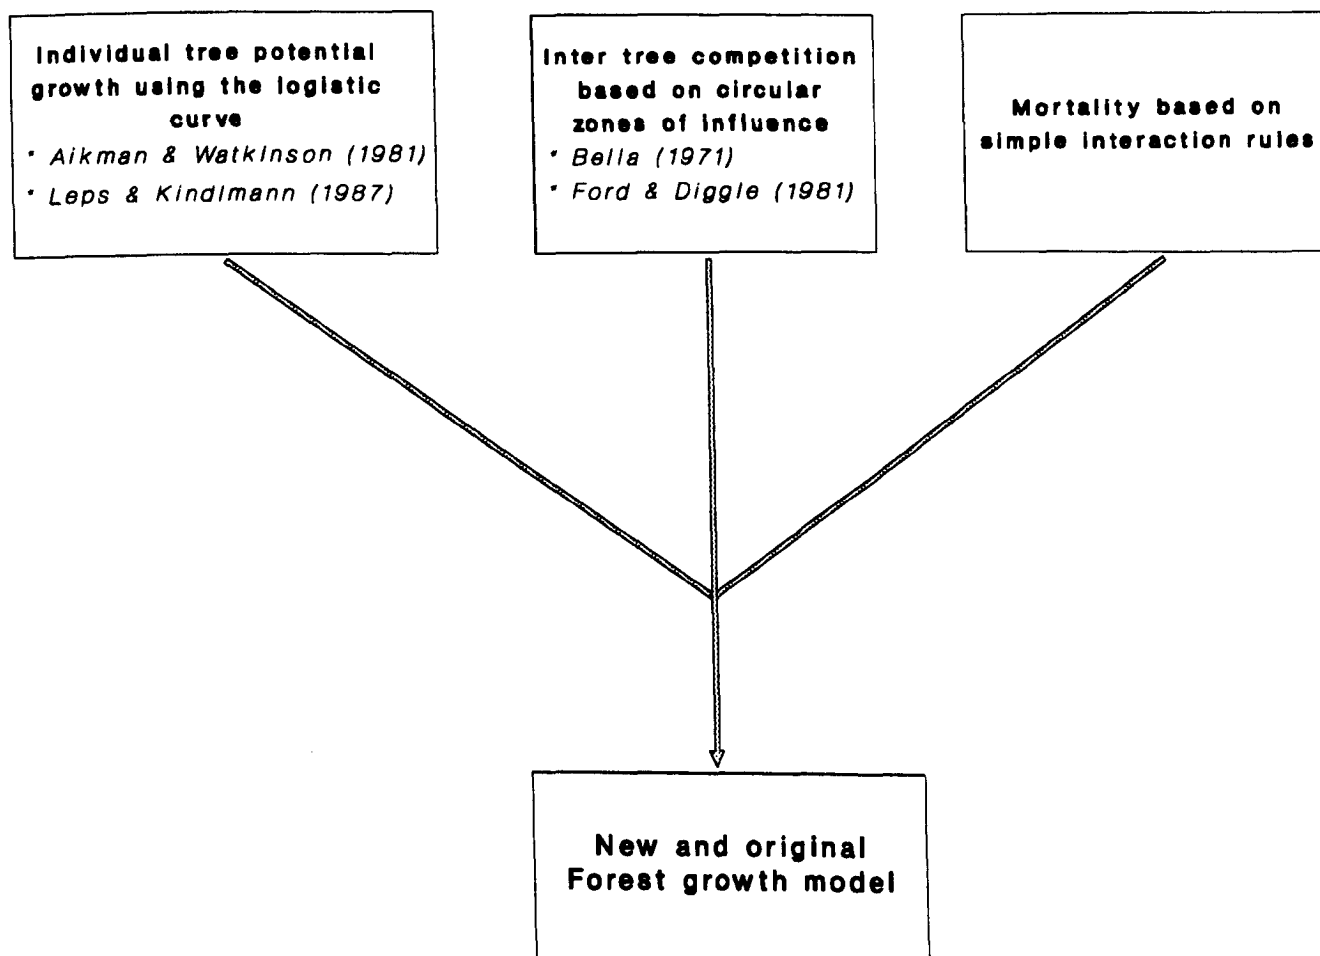 Individual tree potential
growth using the logistic
curve
* Aikman & Watkinson (1981)
* Leps & Kindlmann (1987)
Inter tree competition
based on circular
zones of influence
* Bella (1971)
* Ford & Diggle (1981)
Mortality based on
simple interaction rules
New and original
Forest growth model